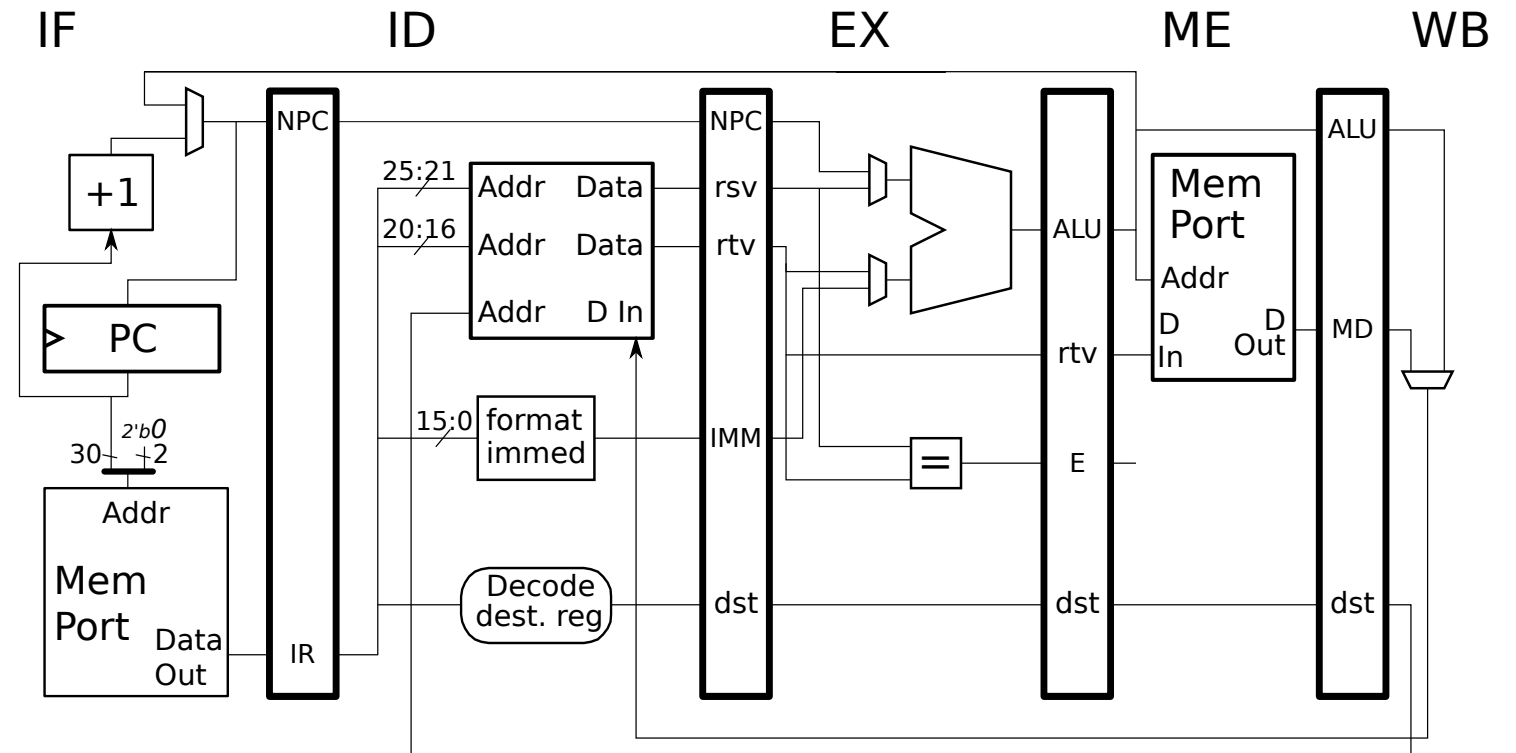 IF ID EX ME WB
NPC
NPC
ALU
+1
25:21
Addr Data
rsv
20:16
Addr Data
rtv
Addr D In
ALU
Mem
Port
Addr
D
In
D
Out
MD
PC
rtv
2'b0
30 2
15:0
format
immed
IMM
=
E
Addr
Mem
Port
Data
Out
IR
Decode
dest. reg
dst
dst
dst